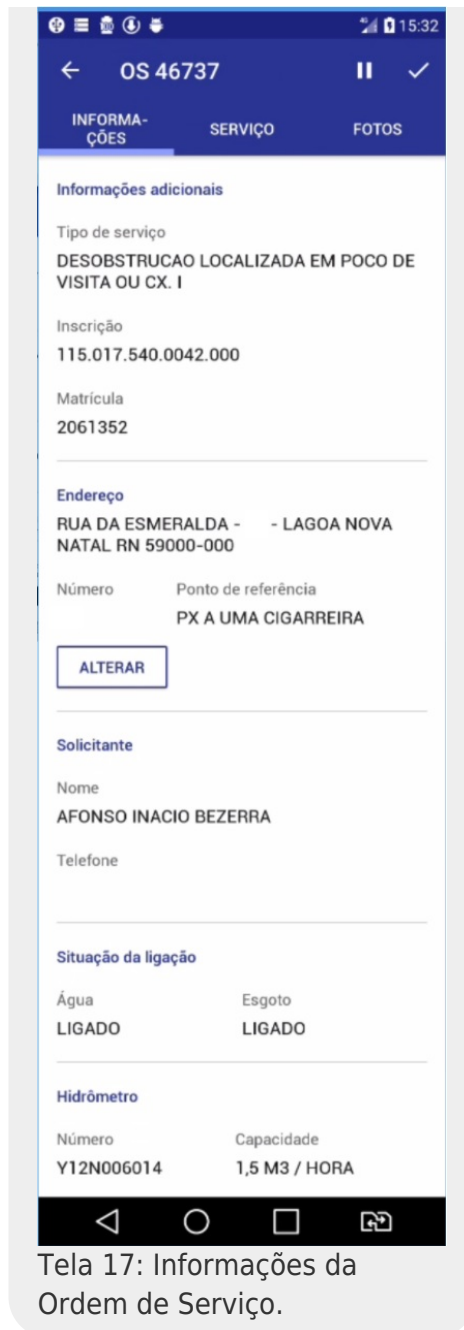 15:32
OS 46737
INFORMA-
ÇÕES
SERVIÇO
FOTOS
Informações adicionais
Tipo de serviço
DESOBSTRUCAO LOCALIZADA EM POCO DE
VISITA OU CX. I
Inscrição
115.017.540.0042.000
Matrícula
2061352
Endereço
RUA DA ESMERALDA - - LAGOA NOVA
NATAL RN 59000-000
Número Ponto de referência
PX A UMA CIGARREIRA
ALTERAR
Solicitante
Nome
AFONSO INACIO BEZERRA
Telefone
Situação da ligação
Água Esgoto
LIGADO LIGADO
Hidrômetro
Número Capacidade
Y12N006014 1,5 M3 / HORA
Tela 17: Informações da
Ordem de Serviço.